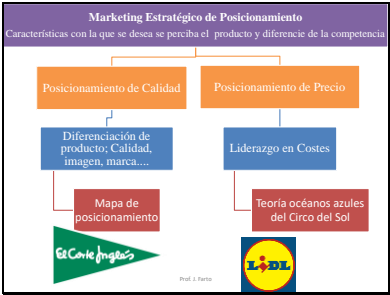 Marketing Estratégico de Posicionamiento
Características con la que se desea se perciba el producto y diferencie de la competencia
Posicionamiento de Calidad
Posicionamiento de Precio
Diferenciación de
producto; Calidad,
imagen, marca....
Liderazgo en Costes
Mapa de
posicionamiento
Teoría océanos azules
del Circo del Sol
El Corte Inglés
LIDL
Prof. J. Farto